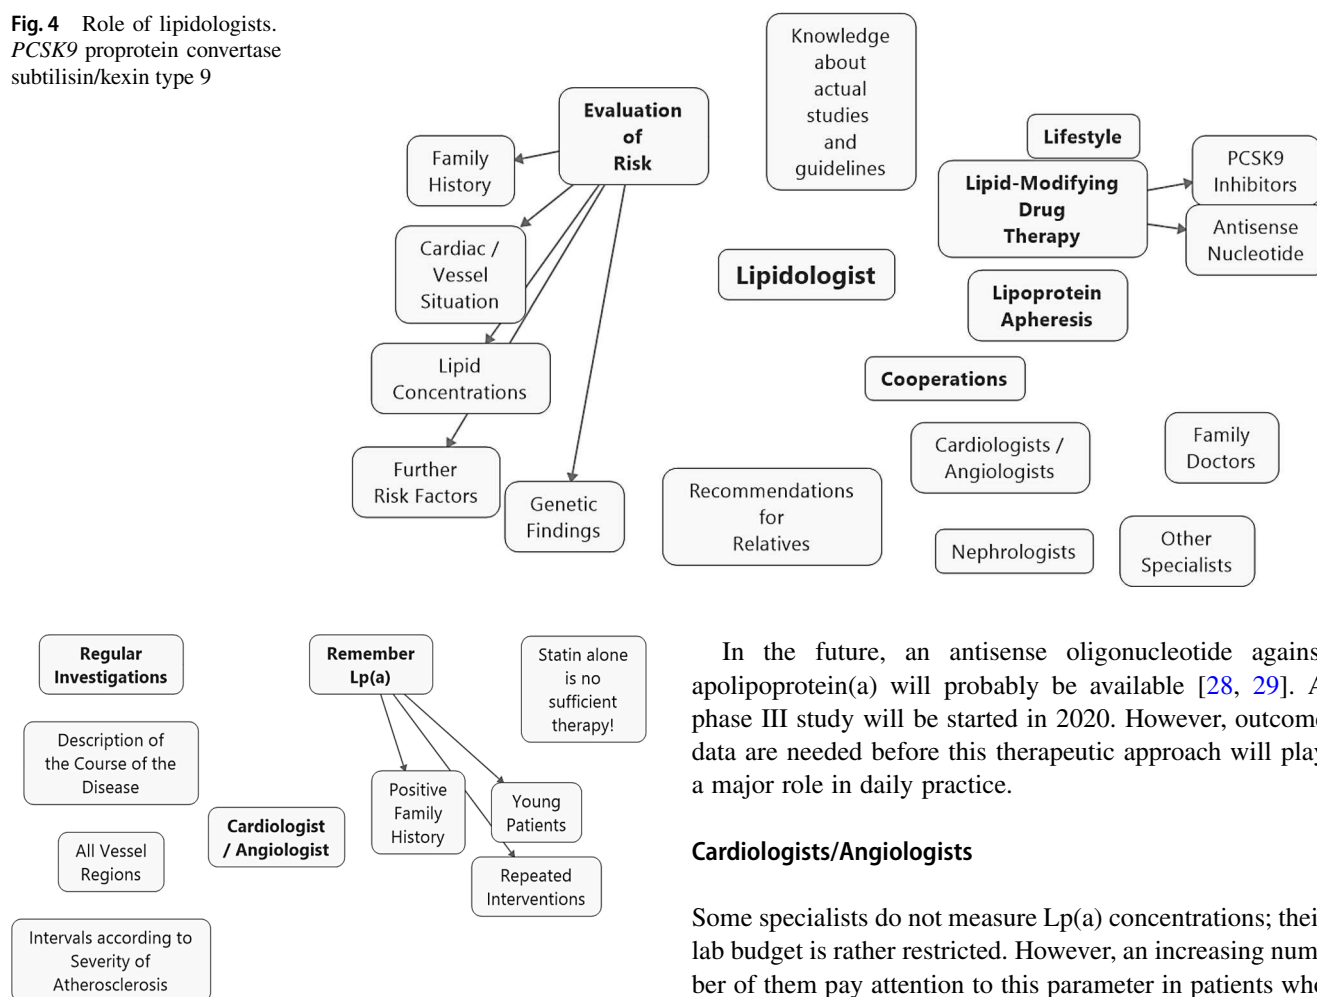 Fig. 4 Role of lipidologists.
PCSK9 proprotein convertase
subtilisin/kexin type 9
Evaluation
of
Risk
Family
History
Cardiac /
Vessel
Situation
Lipid
Concentrations
Further
Risk Factors
Genetic
Findings
Knowledge
about
actual
studies
and
guidelines
Lipidologist
Recommendations
for
Relatives
Lifestyle
Lipid-Modifying
Drug
Therapy
PCSK9
Inhibitors
Antisense
Nucleotide
Lipoprotein
Apheresis
Cooperations
Cardiologists /
Angiologists
Family
Doctors
Nephrologists
Other
Specialists
Regular
Investigations
Description of
the Course of the
Disease
All Vessel
Regions
Intervals according to
Severity of
Atherosclerosis
Cardiologist
/ Angiologist
Remember
Lp(a)
Positive
Family
History
Young
Patients
Repeated
Interventions
Statin alone
is no
sufficient
therapy!
In the future, an antisense oligonucleotide agains
apolipoprotein(a) will probably be available [28, 29]. A
phase III study will be started in 2020. However, outcome
data are needed before this therapeutic approach will play
a major role in daily practice.
Cardiologists/Angiologists
Some specialists do not measure Lp(a) concentrations; thei
lab budget is rather restricted. However, an increasing num
ber of them pay attention to this parameter in patients who